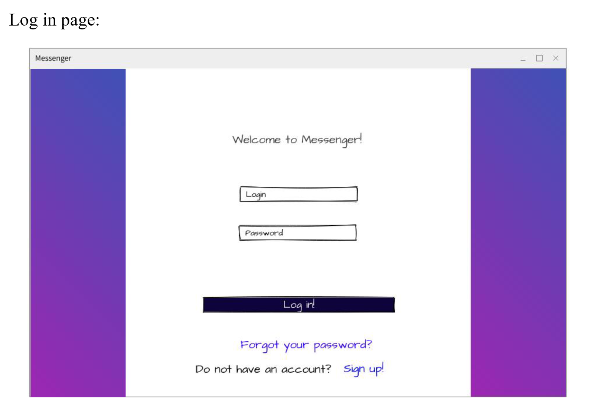 Log in page:
Messenger
Welcome to Messenger!
Login
Password
Log in!
Forgot your password?
Do not have an account? Sign up!